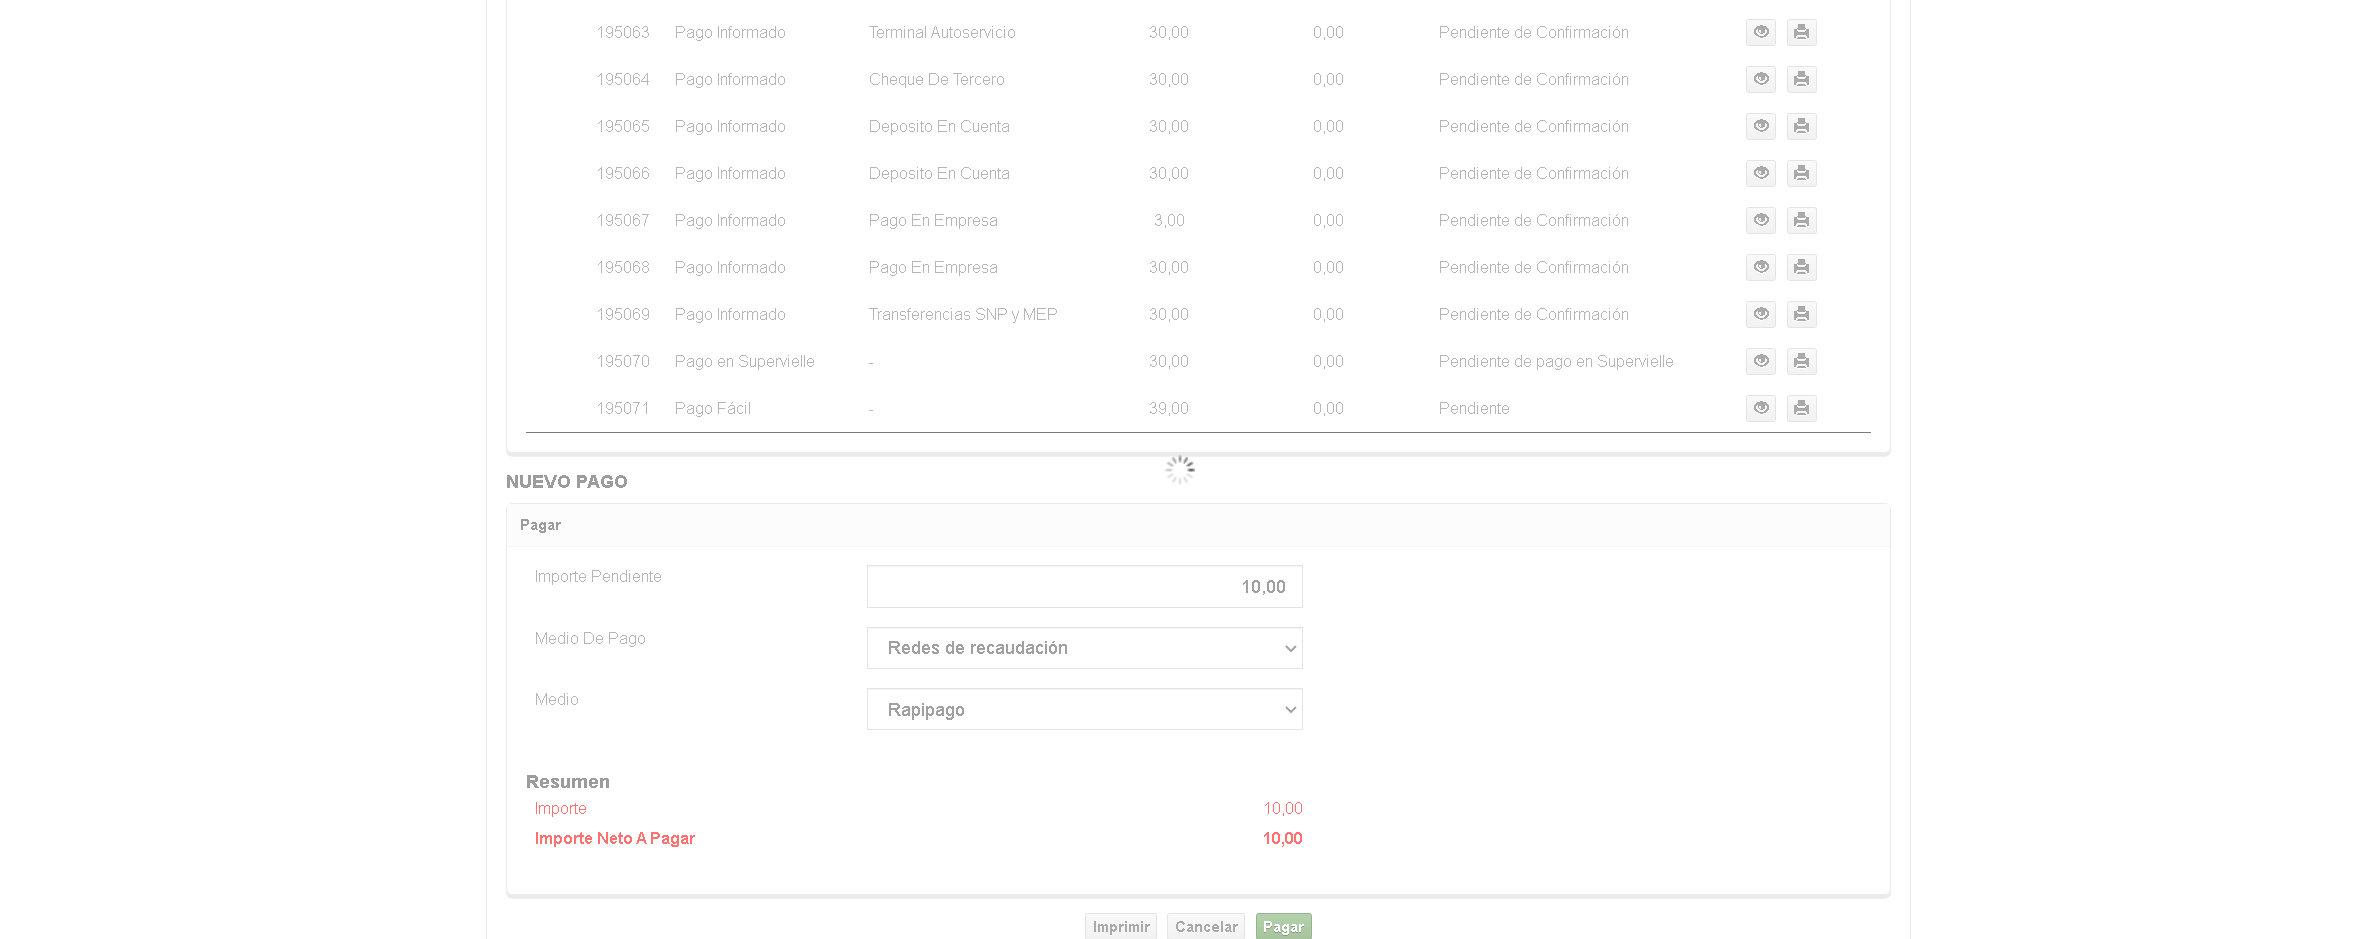 195063 Pago Informado Terminal Autoservicio 30,00 0,00 Pendiente de Confirmación
195064 Pago Informado Cheque De Tercero 30,00 0,00 Pendiente de Confirmación
195065 Pago Informado Deposito En Cuenta 30,00 0,00 Pendiente de Confirmación
195066 Pago Informado Deposito En Cuenta 30,00 0,00 Pendiente de Confirmación
195067 Pago Informado Pago En Empresa 3,00 0,00 Pendiente de Confirmación
195068 Pago Informado Pago En Empresa 30,00 0,00 Pendiente de Confirmación
195069 Pago Informado Transferencias SNP y MEP 30,00 0,00 Pendiente de Confirmación
195070 Pago en Supervielle - 30,00 0,00 Pendiente de pago en Supervielle
195071 Pago Fácil - 39,00 0,00 Pendiente
NUEVO PAGO
Pagar
Importe Pendiente 10,00
Medio De Pago Redes de recaudación
Medio Rapipago
Resumen
Importe 10,00
Importe Neto A Pagar 10,00
Imprimir Cancelar Pagar